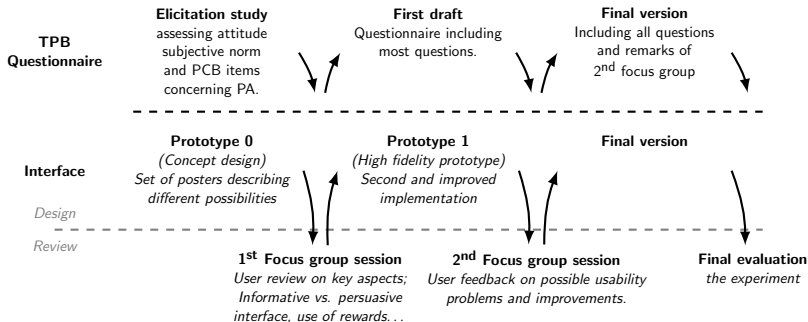 TPB
Questionnaire
Elicitation study
assessing attitude
subjective norm
and PCB items
concerning PA.
First draft
Questionnaire including
most questions.
Final version
Including all questions
and remarks of
2nd focus group
Interface
Prototype 0
(Concept design)
Set of posters describing
different possibilities
Prototype 1
(High fidelity prototype)
Second and improved
implementation
Final version
Design
Review
1st Focus group session
User review on key aspects;
Informative vs. persuasive
interface, use of rewards...
2nd Focus group session
User feedback on possible usability
problems and improvements.
Final evaluation
the experiment